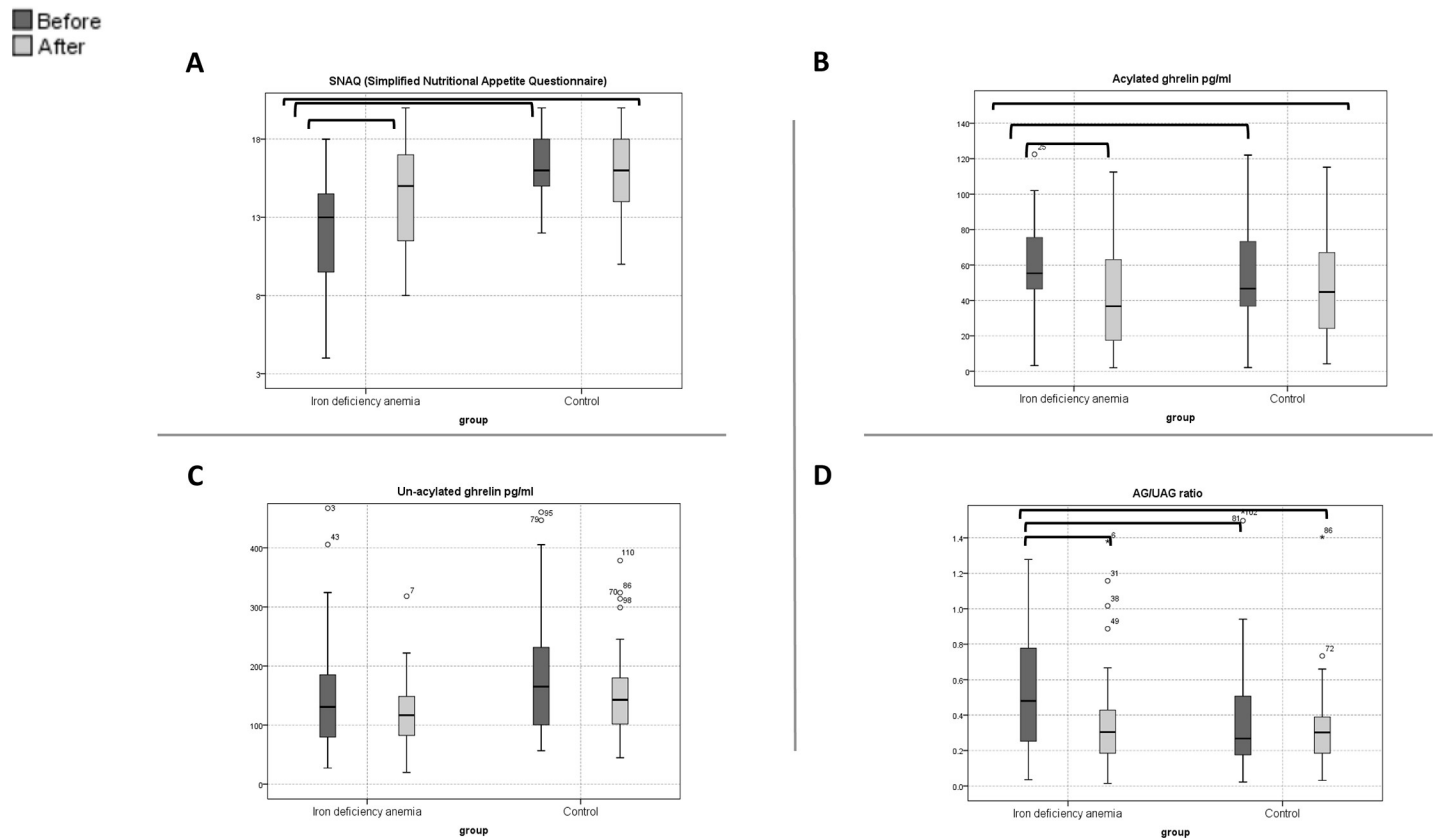 Before
After
A
SNAQ (Simplified Nutritional Appetite Questionnaire)
18
13
8
3
Iron deficiency anemia
Control
group
B
Acylated ghrelin pg/ml
140
120
100
80
60
40
20
0
25
Iron deficiency anemia
Control
group
C
Un-acylated ghrelin pg/ml
400
300
200
100
0
3
43
7
95
79
110
86
70
98
Iron deficiency anemia
Control
group
D
AG/UAG ratio
1.4
1.2
1.0
0.8
0.6
0.4
0.2
0.0
6
31
38
49
102
81
86
72
Iron deficiency anemia
Control
group